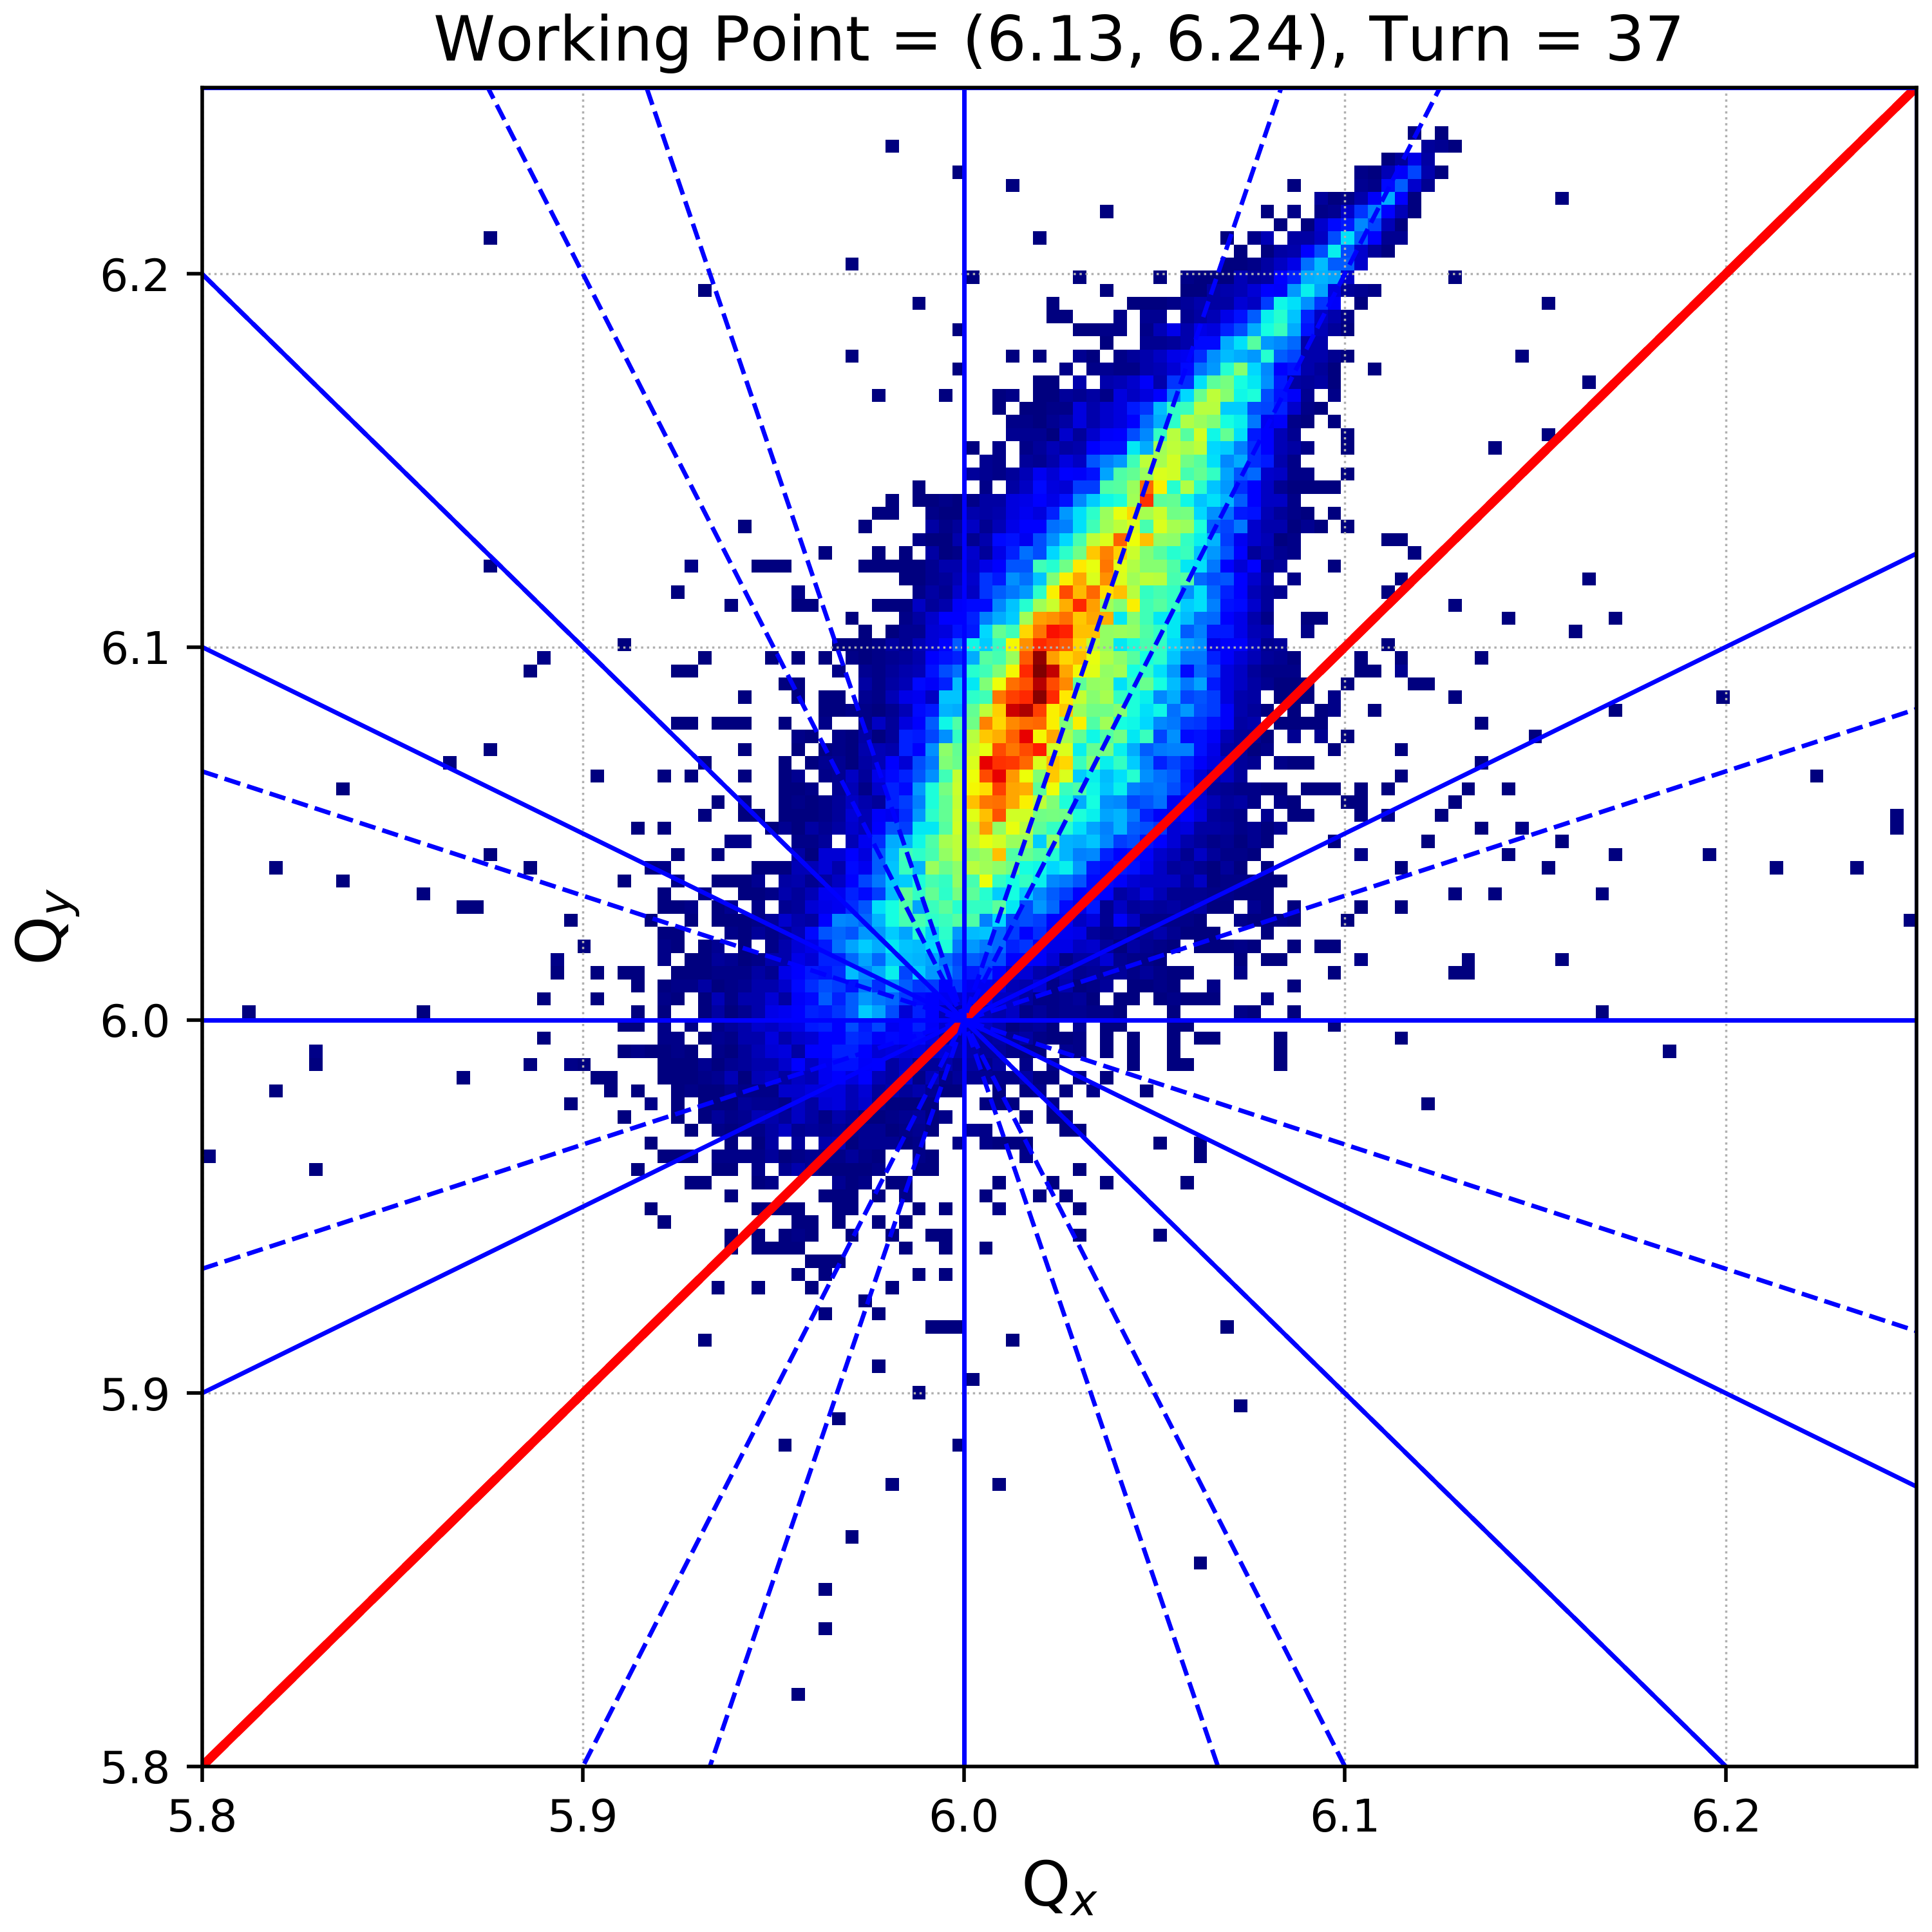 Working Point = (6.13, 6.24), Turn = 37
6.2
6.1
6.0
5.9
5.8
Qy
5.8 5.9 6.0 6.1 6.2
Qx